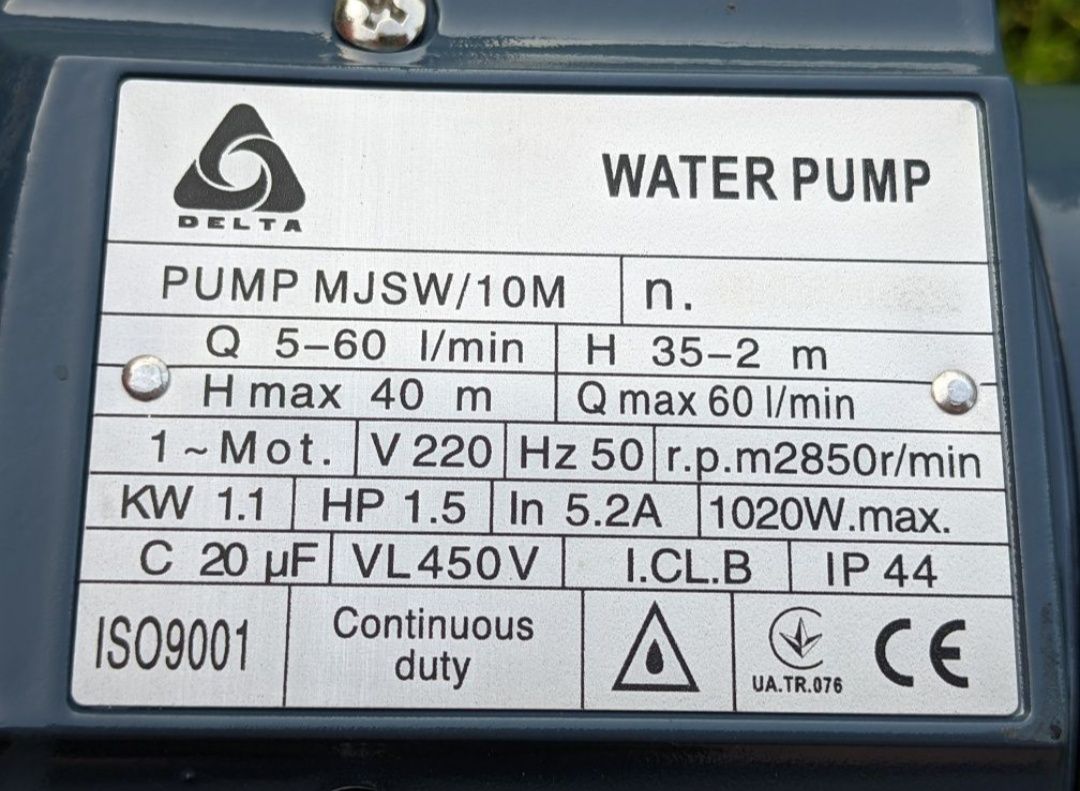 DELTA
WATER PUMP
PUMP MJSW/10M n.
Q 5-60 l/min H 35-2 m
H max 40 m Q max 60 l/min
1~Mot. V 220 Hz 50 r.p.m2850r/min
KW 1.1 HP 1.5 In 5.2A 1020W.max.
C 20 µF VL450V I.CL.B IP 44
ISO9001 Continuous
duty
UA.TR.076 CE